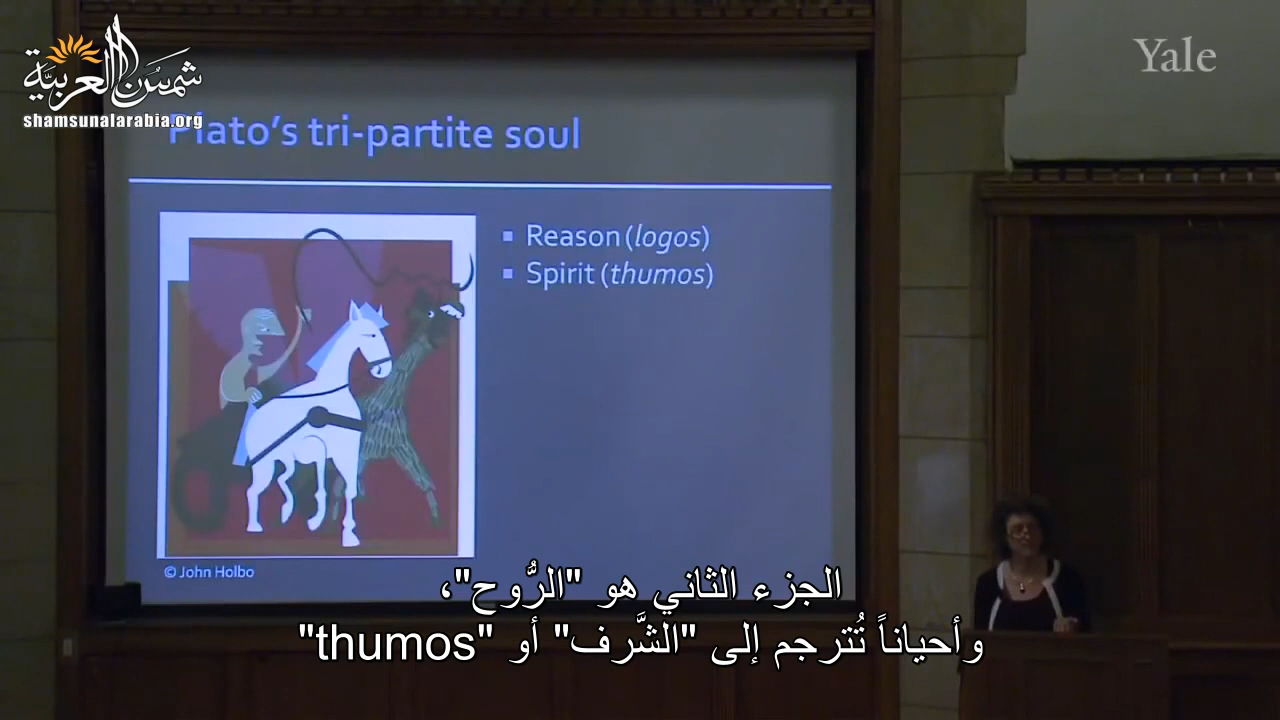 شمس العربية
shamsunalarabia.org
Yale
Plato's tri-partite soul
▪ Reason (logos)
▪ Spirit (thumos)
© John Holbo
الجزء الثاني هو "الرُّوح"،
وأحياناً تُترجم إلى "الشَّرف" أو "thumos"